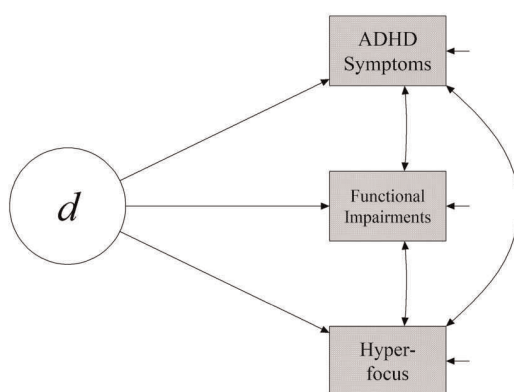 ADHD
Symptoms
d
Functional
Impairments
Hyper-
focus